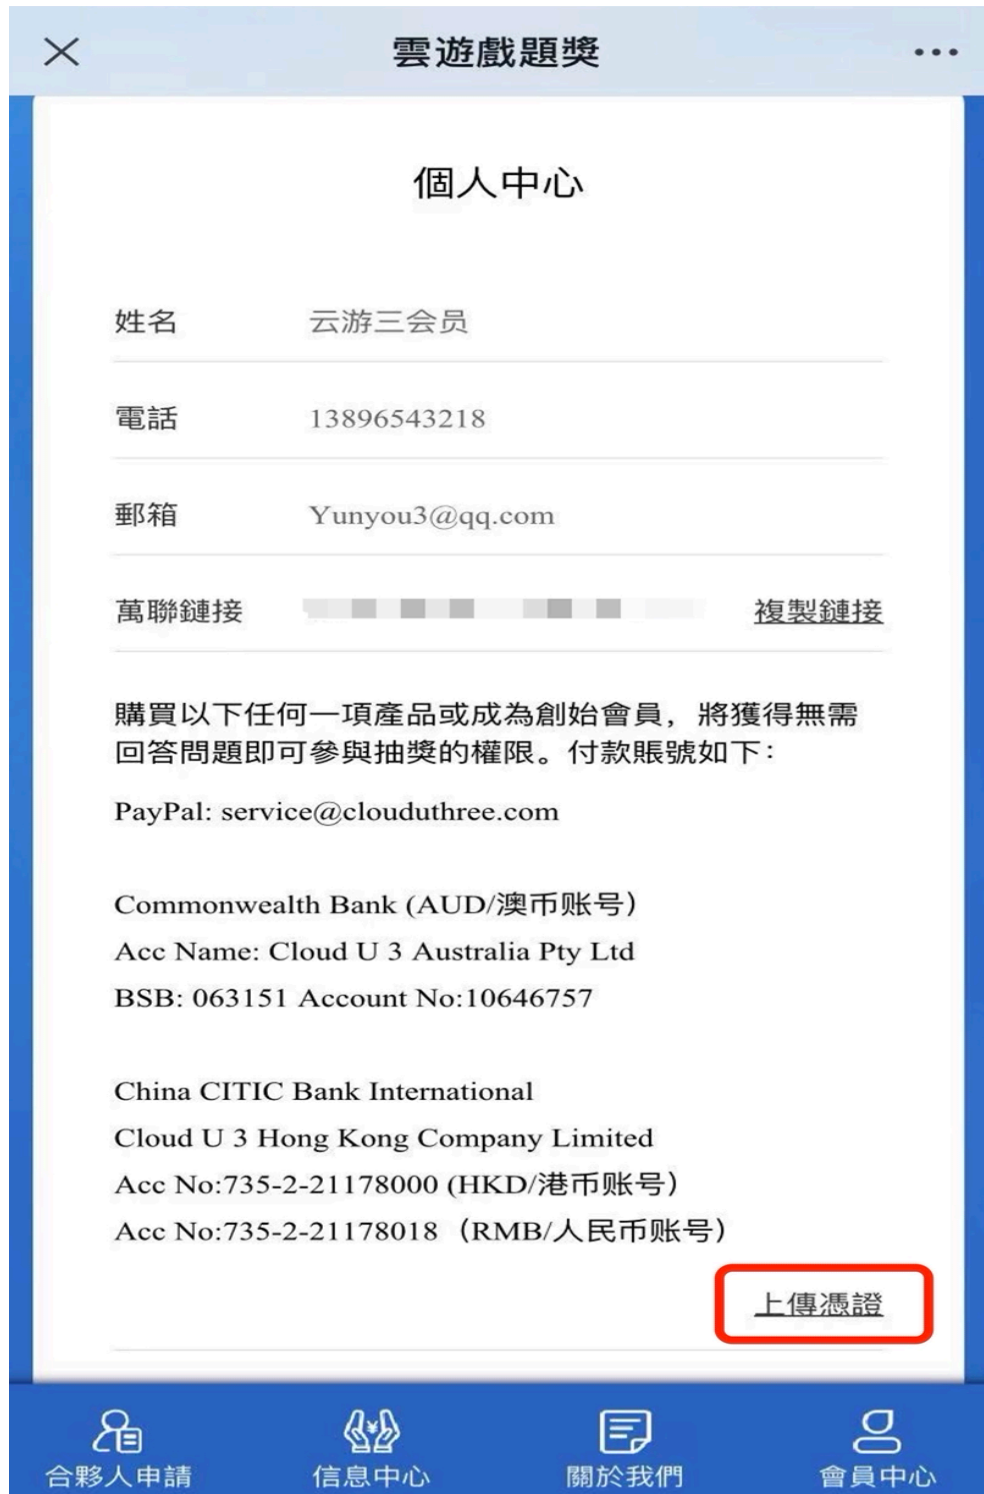 雲遊戲題獎
個人中心
姓名 云游三会员
電話 13896543218
郵箱 Yunyou3@qq.com
萬聯鏈接 複製鏈接
購買以下任何一項產品或成為創始會員，將獲得無需
回答問題即可參與抽獎的權限。付款賬號如下：
PayPal: service@clouduthree.com
Commonwealth Bank (AUD/澳币账号）
Acc Name: Cloud U 3 Australia Pty Ltd
BSB: 063151 Account No:10646757
China CITIC Bank International
Cloud U 3 Hong Kong Company Limited
Acc No:735-2-21178000 (HKD/港币账号）
Acc No:735-2-21178018（RMB/人民币账号）
上傳憑證
合夥人申請 信息中心 關於我們 會員中心